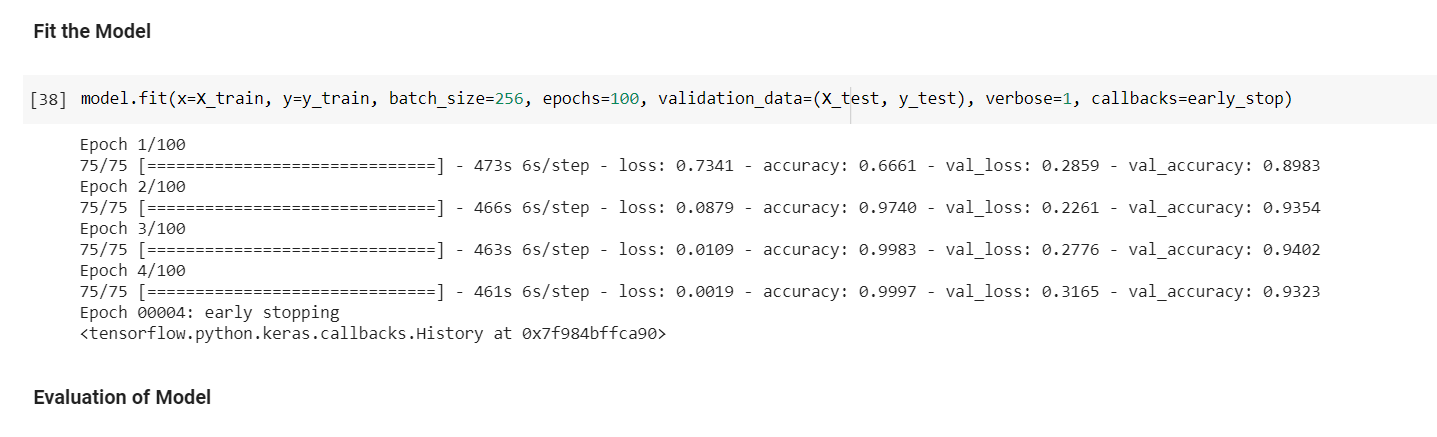 Fit the Model
[38] model.fit(x=X_train, y=y_train, batch_size=256, epochs=100, validation_data=(X_test, y_test), verbose=1, callbacks=early_stop)
Epoch 1/100
75/75 [==============================] - 473s 6s/step - loss: 0.7341 - accuracy: 0.6661 - val_loss: 0.2859 - val_accuracy: 0.8983
Epoch 2/100
75/75 [==============================] - 466s 6s/step - loss: 0.0879 - accuracy: 0.9740 - val_loss: 0.2261 - val_accuracy: 0.9354
Epoch 3/100
75/75 [==============================] - 463s 6s/step - loss: 0.0109 - accuracy: 0.9983 - val_loss: 0.2776 - val_accuracy: 0.9402
Epoch 4/100
75/75 [==============================] - 461s 6s/step - loss: 0.0019 - accuracy: 0.9997 - val_loss: 0.3165 - val_accuracy: 0.9323
Epoch 00004: early stopping
<tensorflow.python.keras.callbacks.History at 0x7f984bffca90>
Evaluation of Model